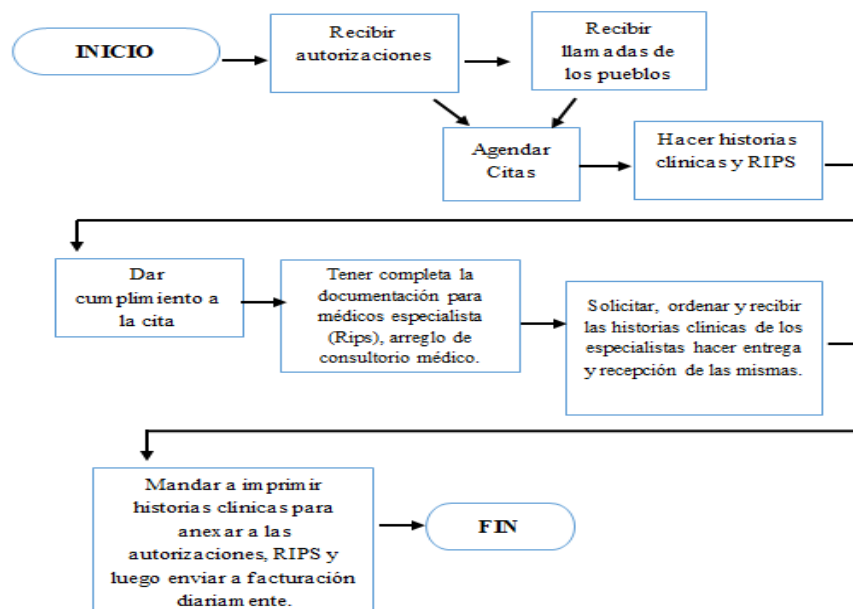 INICIO
Recibir
autorizaciones
Recibir
llamadas de
los pueblos
Agendar
Citas
Hacer historias
clínicas y RIPS
Dar
cumplimiento a
la cita
Tener completa la
documentación para
médicos especialista
(Rips), arreglo de
consultorio médico.
Solicitar, ordenar y recibir
las historias clínicas de los
especialistas hacer entrega
y recepción de las mismas.
Mandar a imprimir
historias clínicas para
anexar a las
autorizaciones, RIPS y
luego enviar a facturación
diariamente.
FIN